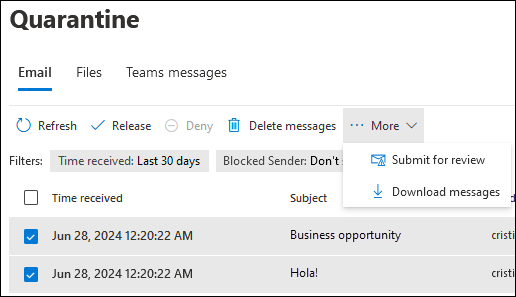 Quarantine
Email Files Teams messages
Refresh Release Deny Delete messages ··· More
Filters: Time received: Last 30 days Blocked Sender: Don't
Submit for review
Download messages
Time received Subject
Jun 28, 2024 12:20:22 AM Business opportunity cristi
Jun 28, 2024 12:20:22 AM Hola! cristi